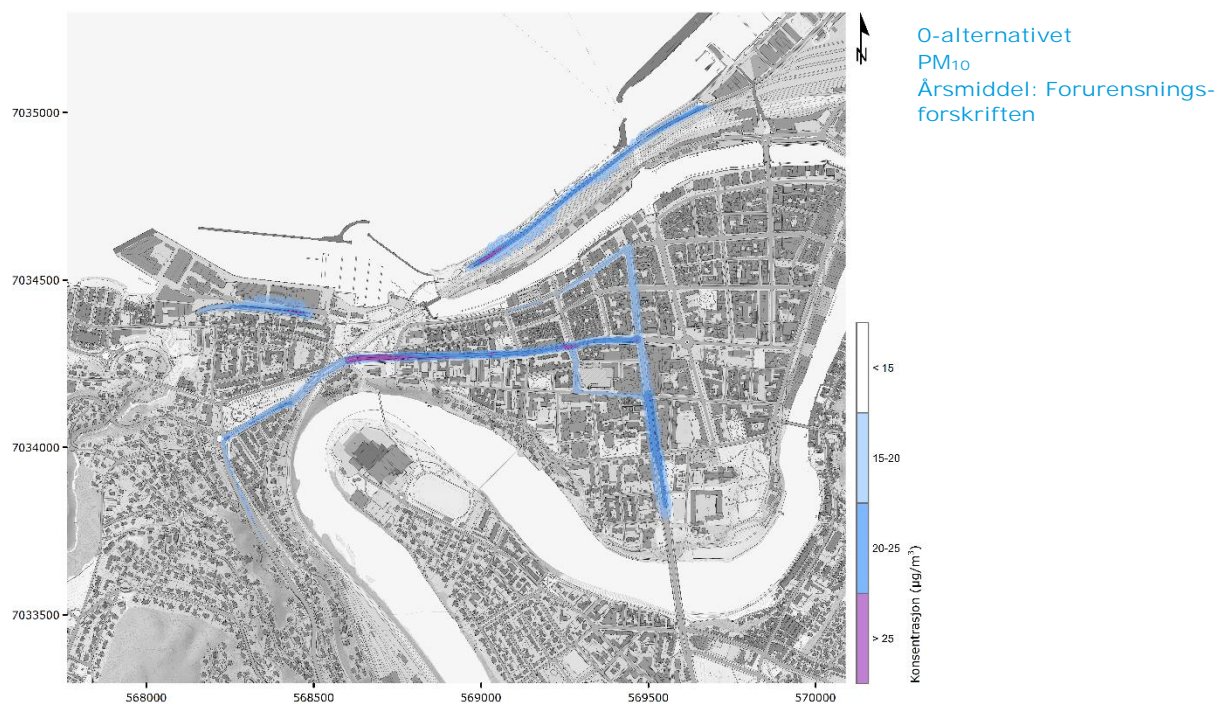 0-alternativet
PM₁₀
Årsmiddel: Forurensnings-
forskriften
N
7035000
7034500
7034000
7033500
568000
568500
569000
569500
570000
< 15
15-20
20-25
> 25
Konsentrasjon (µg/m³)